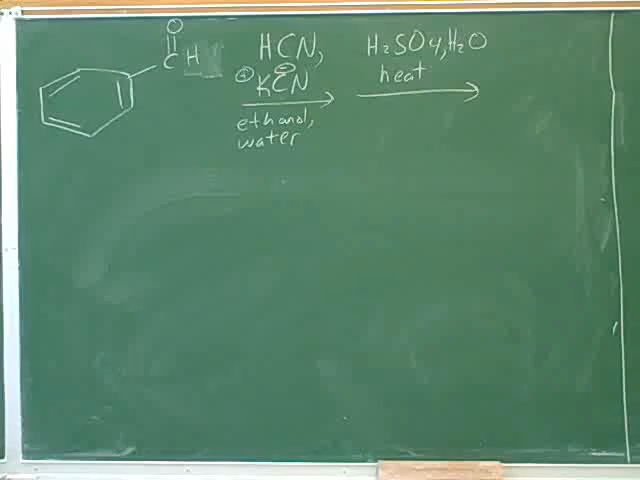 O
C H
HCN,
⊕ ⊖
KCN
ethanol,
water
H₂SO₄,H₂O
heat